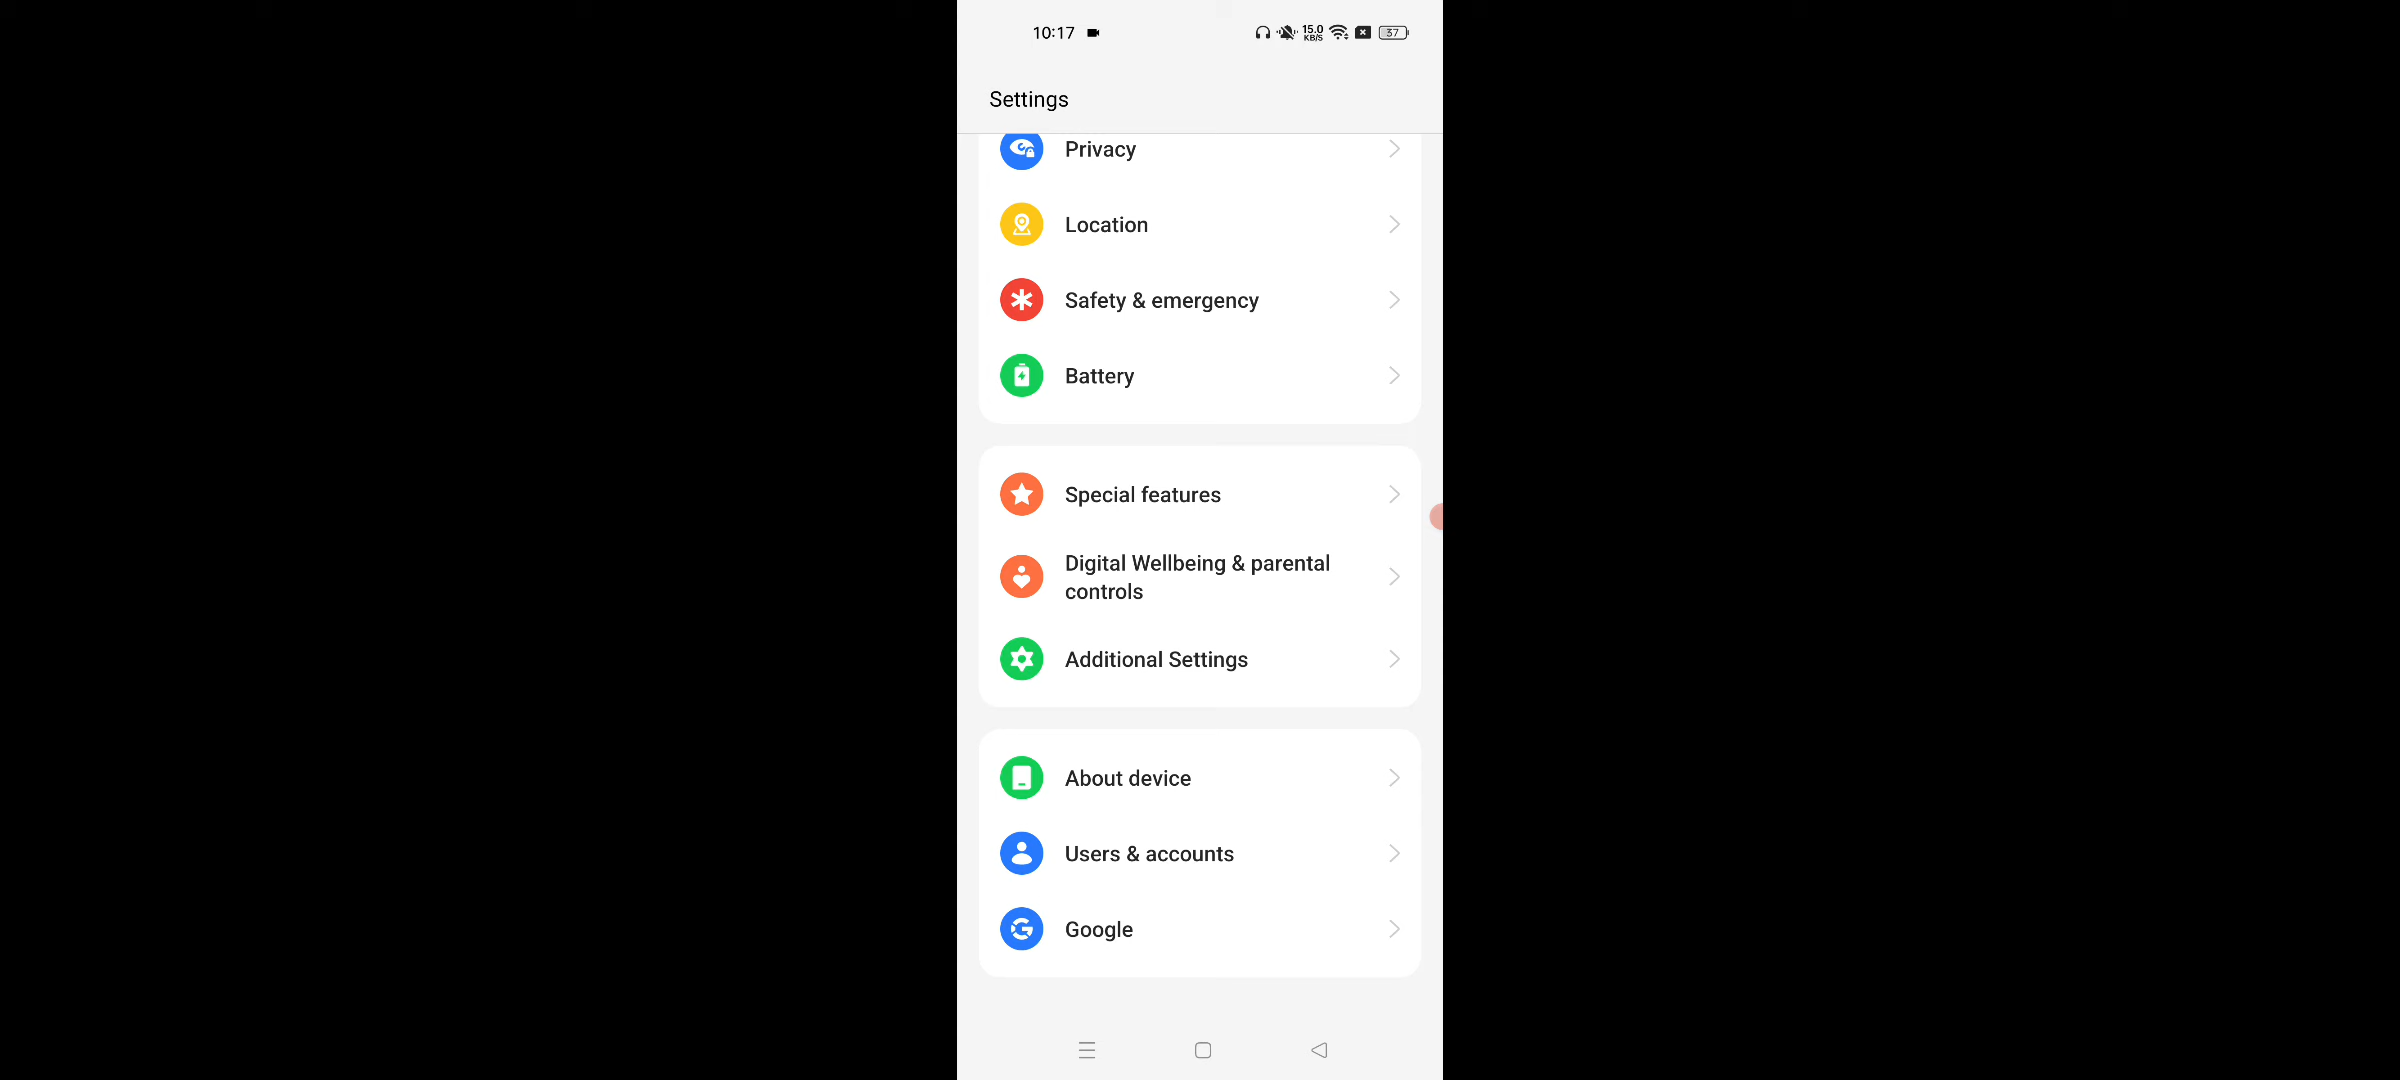 10:17
15.0
KB/S
37
Settings
Privacy
Location
Safety & emergency
Battery
Special features
Digital Wellbeing & parental
controls
Additional Settings
About device
Users & accounts
Google